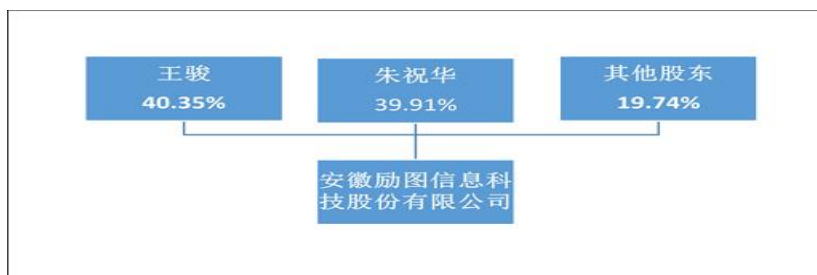 王骏
40.35%
朱祝华
39.91%
其他股东
19.74%
安徽励图信息科
技股份有限公司